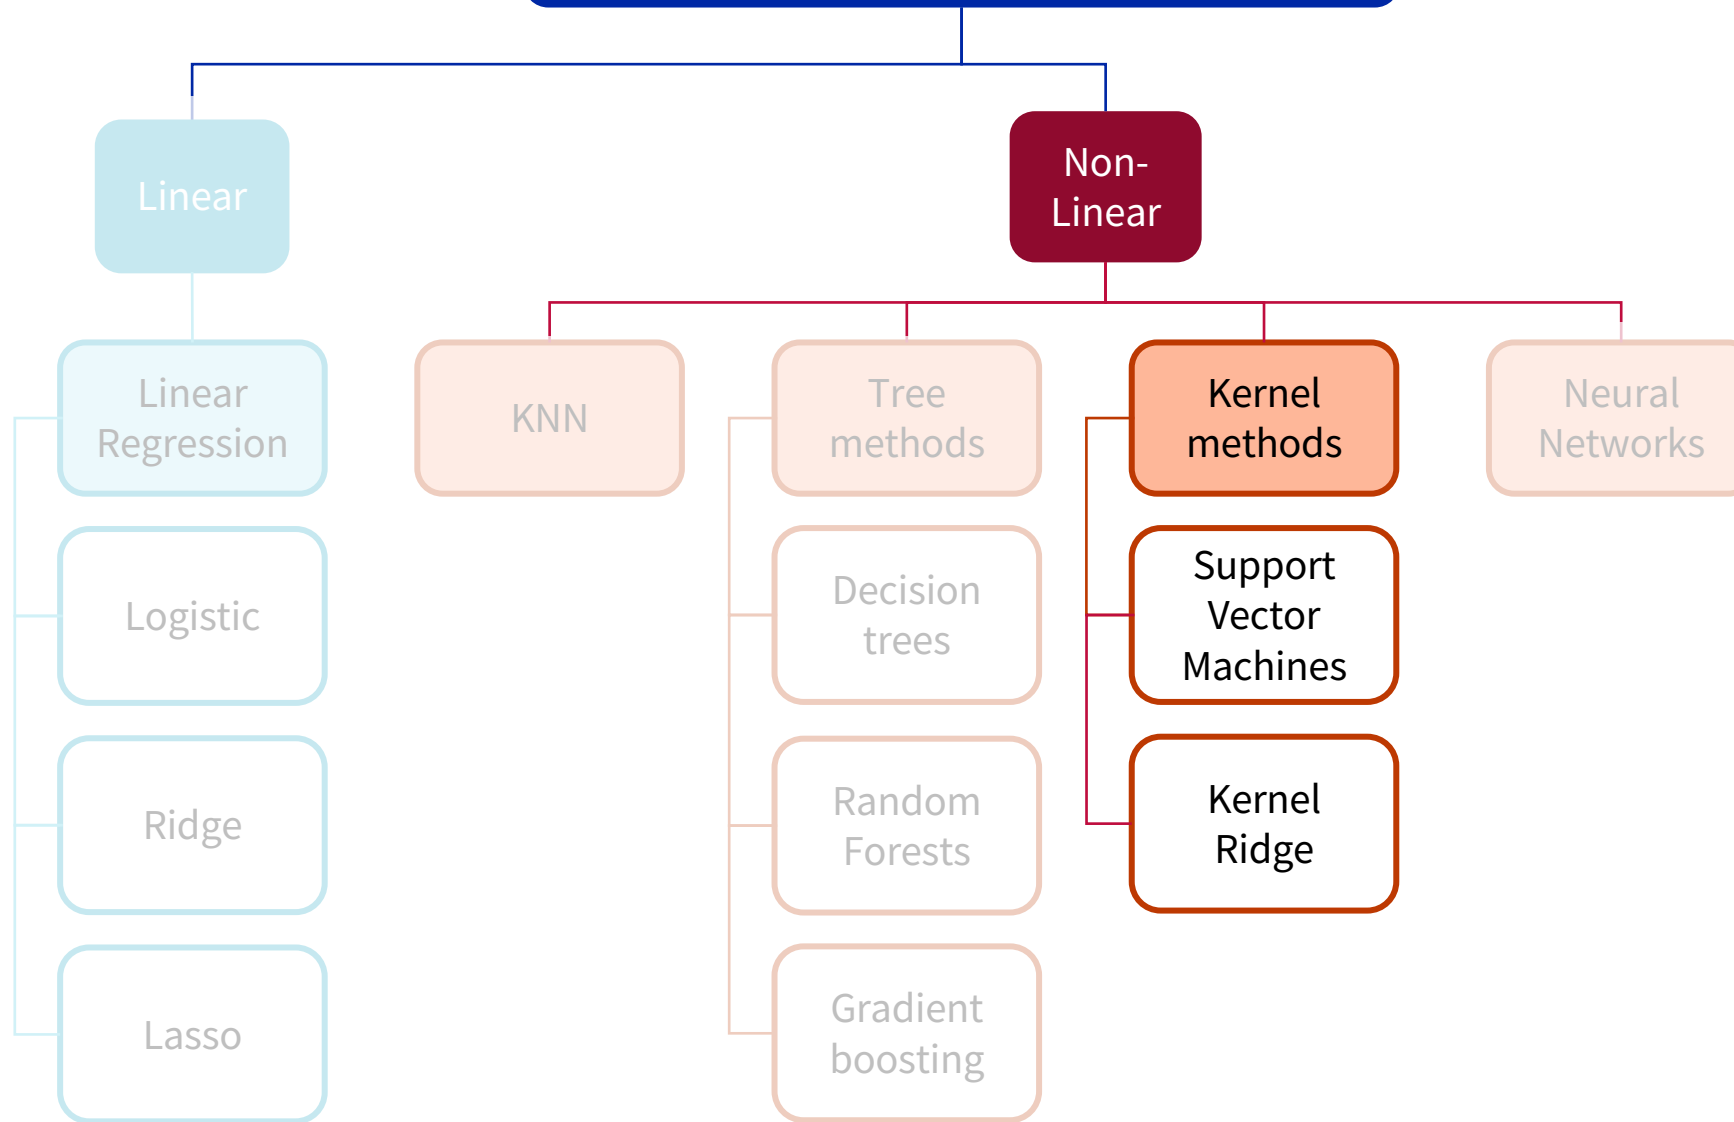 Linear
Non-
Linear
Linear
Regression
KNN
Tree
methods
Kernel
methods
Neural
Networks
Logistic
Decision
trees
Support
Vector
Machines
Ridge
Random
Forests
Kernel
Ridge
Lasso
Gradient
boosting